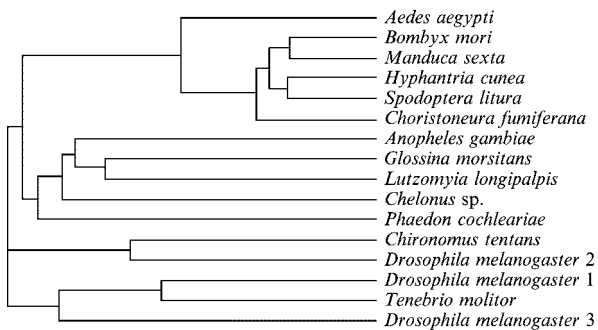 Aedes aegypti
Bombyx mori
Manduca sexta
Hyphantria cunea
Spodoptera litura
Choristoneura fumiferana
Anopheles gambiae
Glossina morsitans
Lutzomyia longipalpis
Chelonus sp.
Phaedon cochleariae
Chironomus tentans
Drosophila melanogaster 2
Drosophila melanogaster 1
Tenebrio molitor
Drosophila melanogaster 3